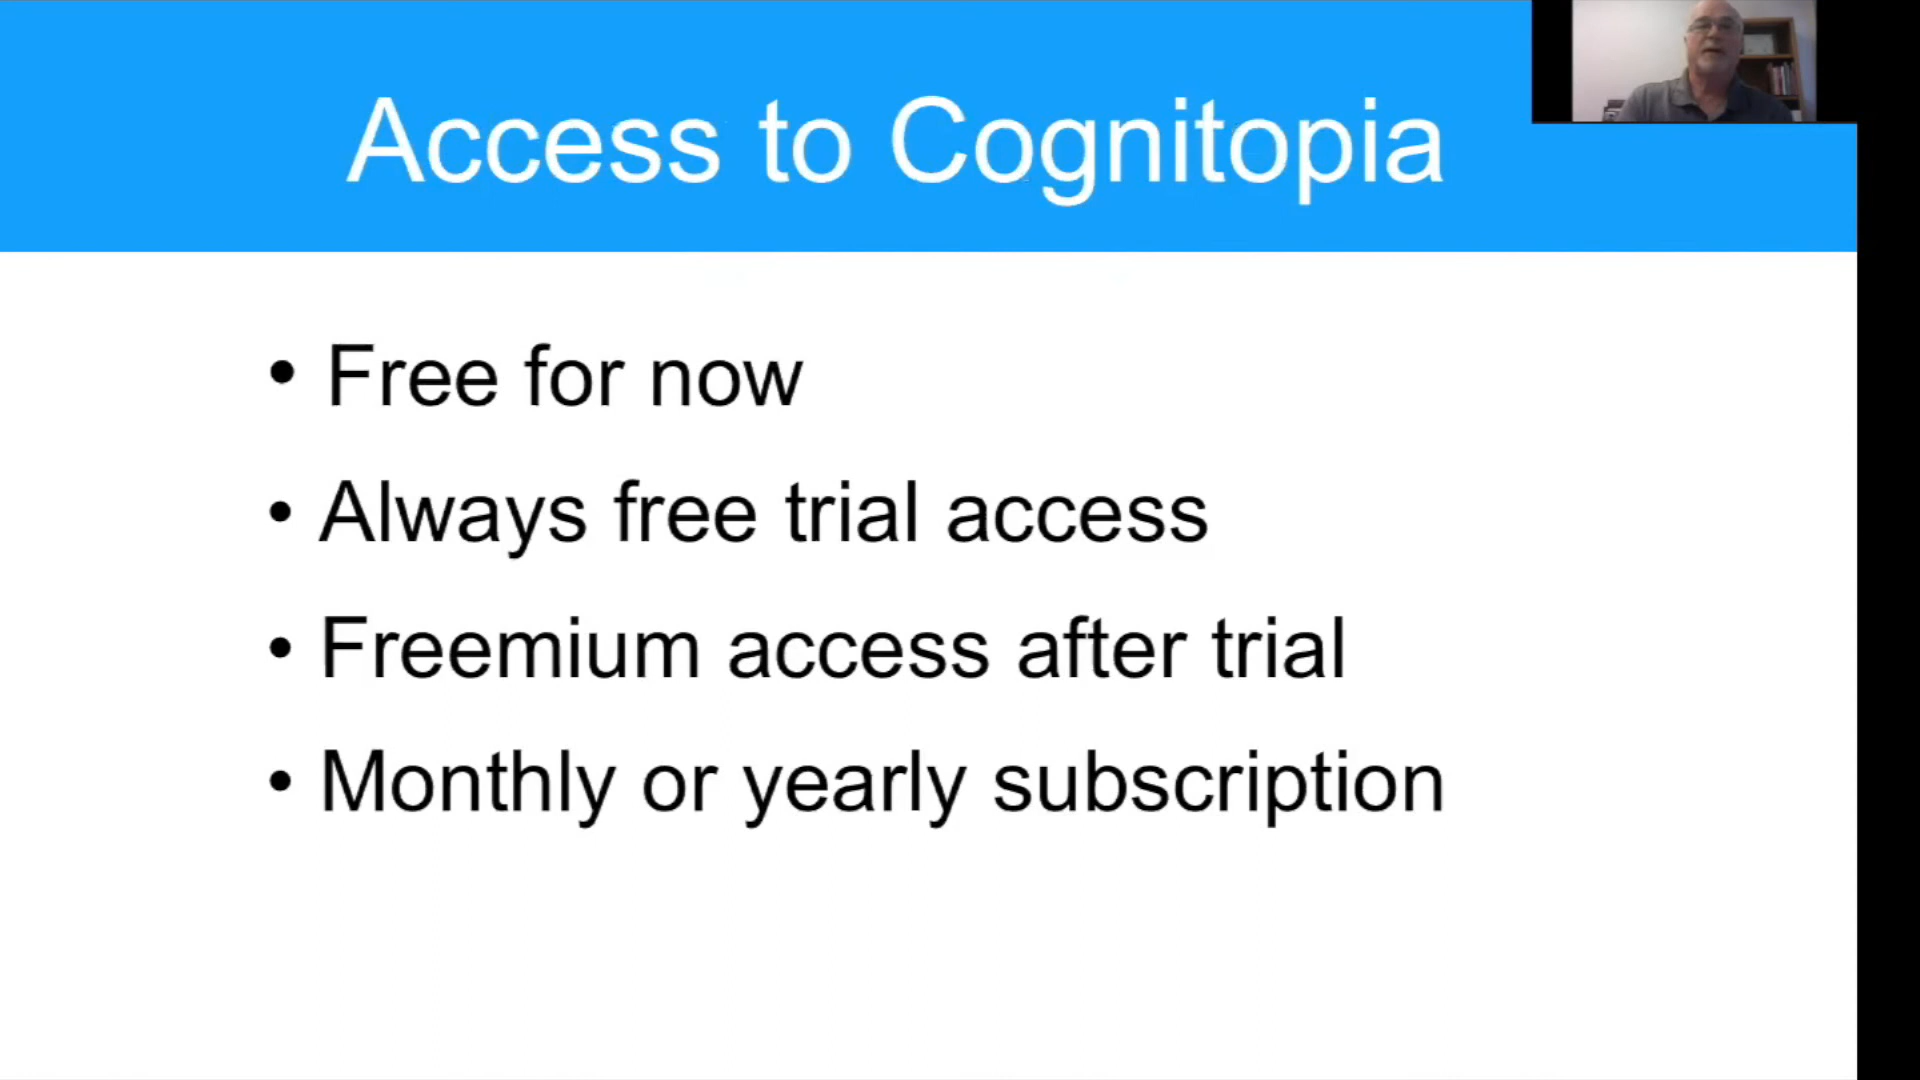 Access to Cognitopia
• Free for now
• Always free trial access
• Freemium access after trial
• Monthly or yearly subscription